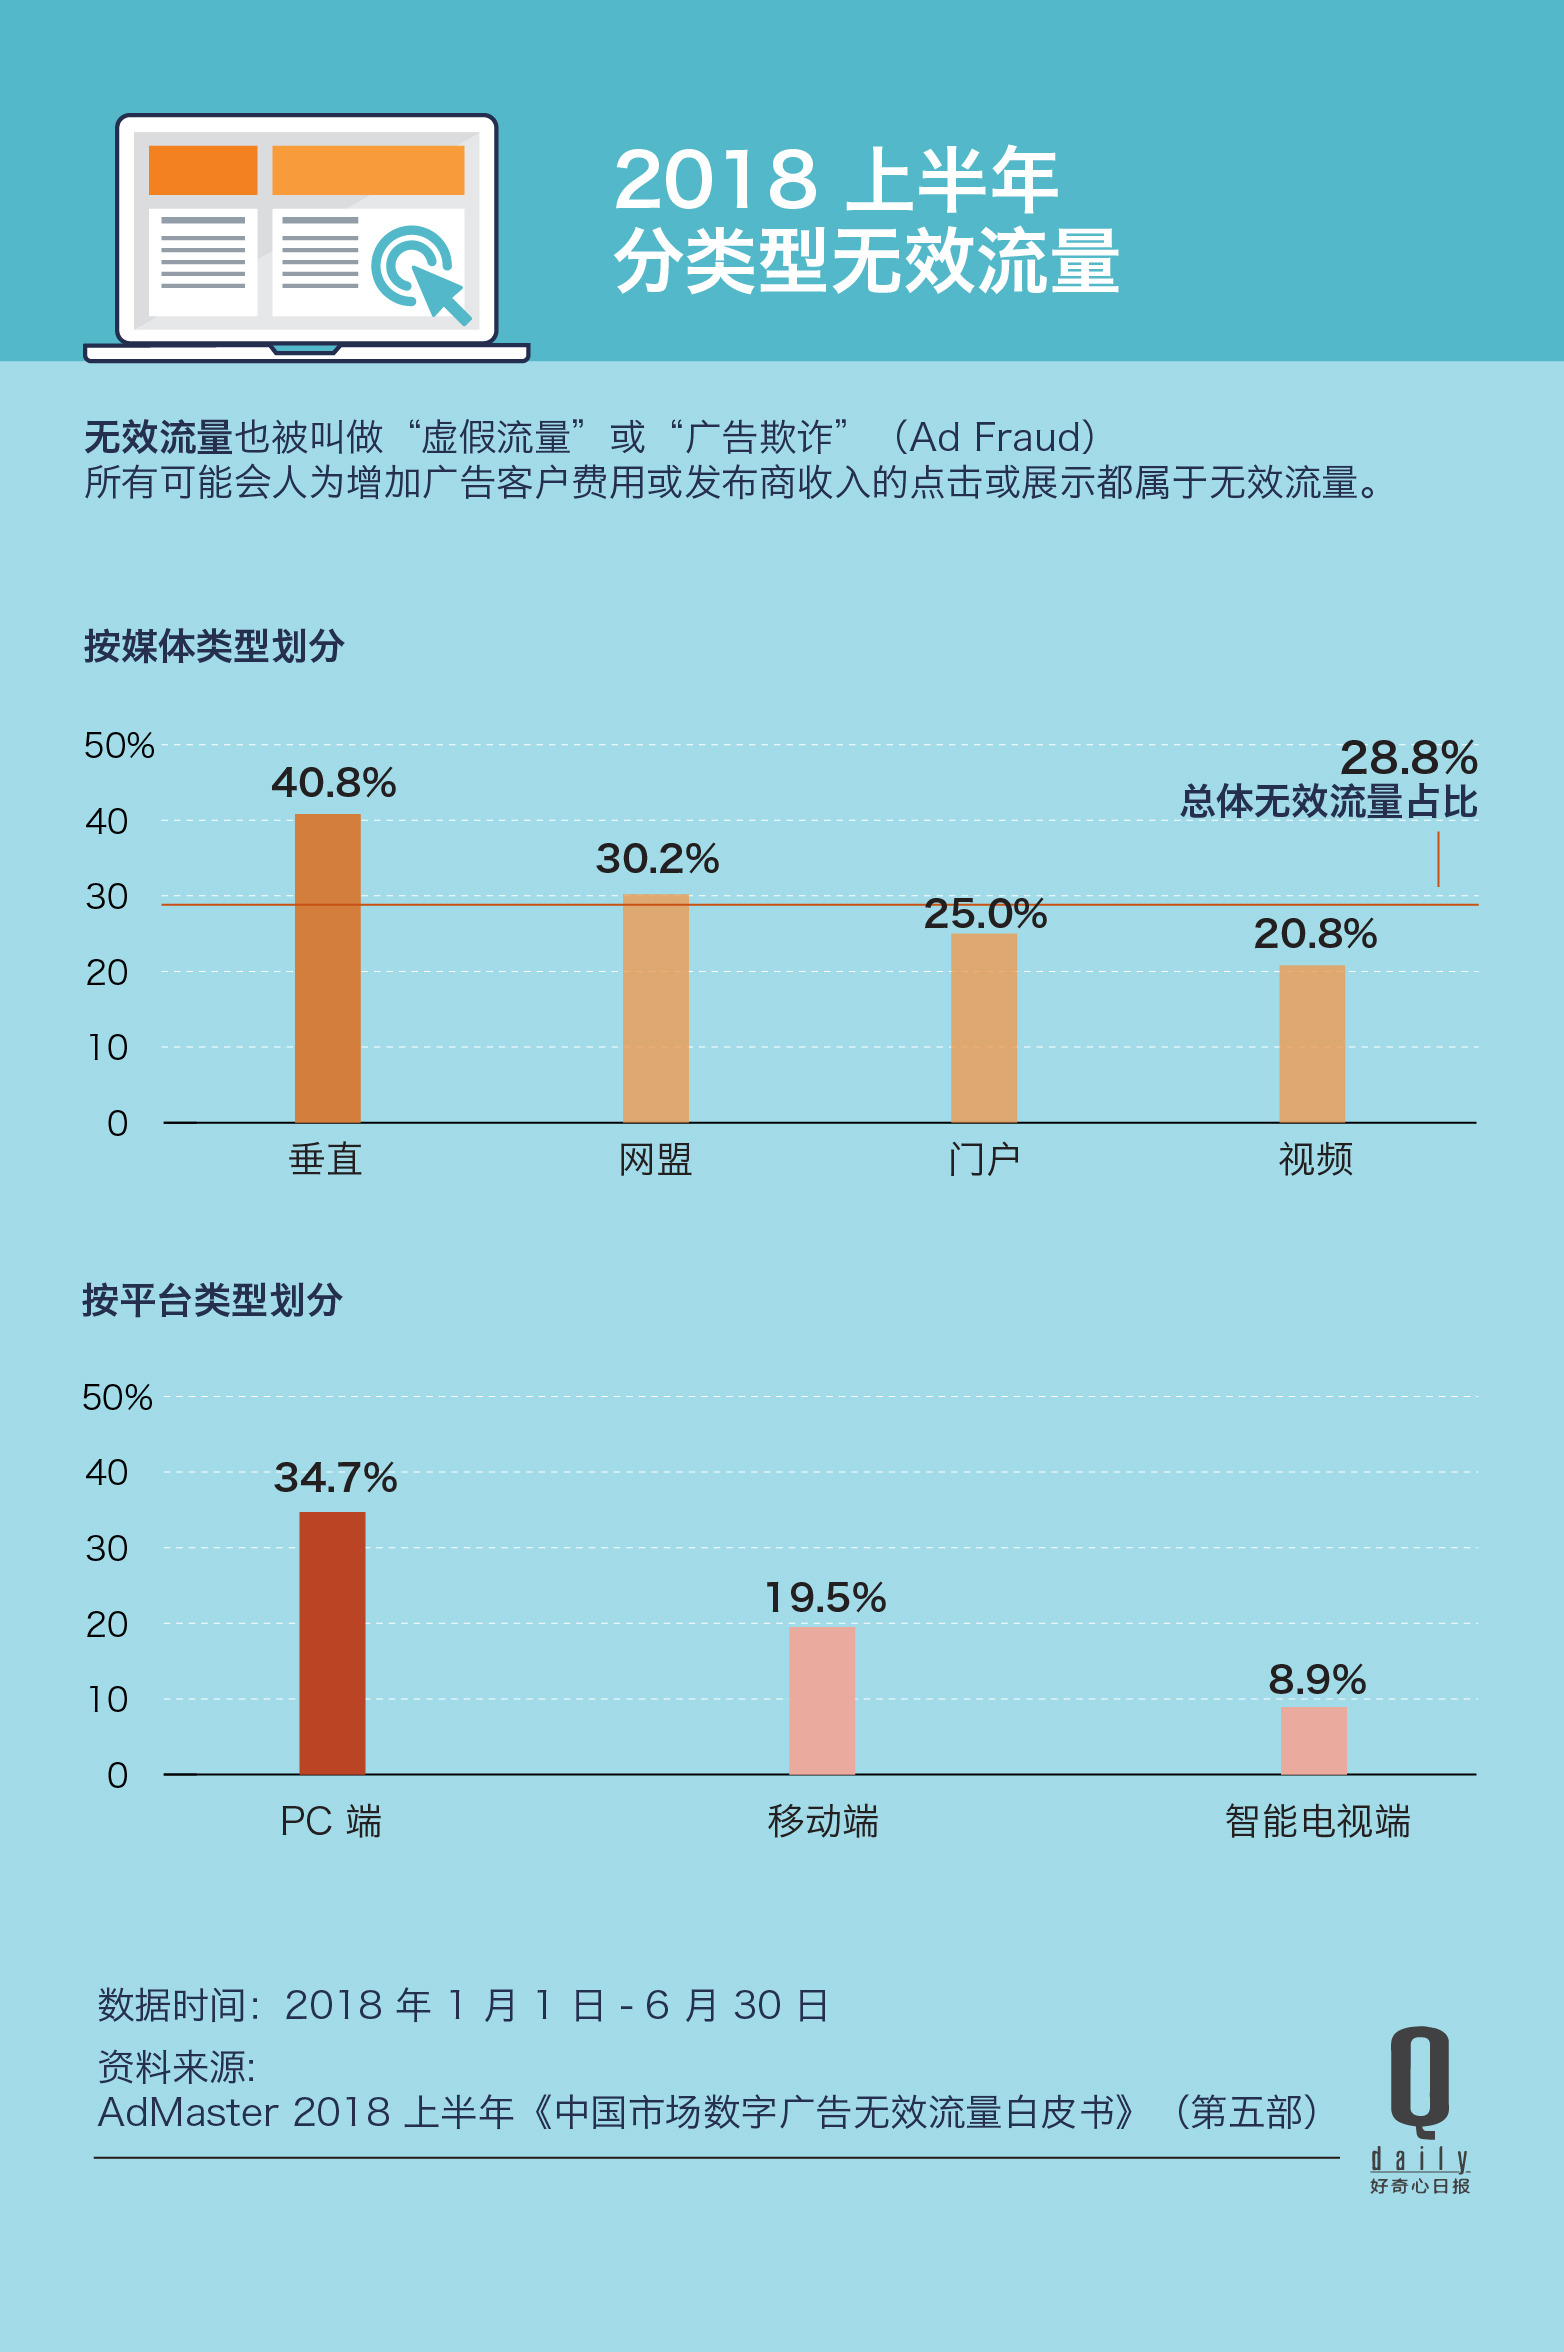 2018 上半年
分类型无效流量
无效流量也被叫做“虚假流量”或“广告欺诈”（Ad Fraud）
所有可能会人为增加广告客户费用或发布商收入的点击或展示都属于无效流量。
按媒体类型划分
50%
40
30
20
10
0
28.8%
总体无效流量占比
40.8%
30.2%
25.0%
20.8%
垂直
网盟
门户
视频
按平台类型划分
50%
40
30
20
10
0
34.7%
19.5%
8.9%
PC 端
移动端
智能电视端
数据时间：2018 年 1 月 1 日 - 6 月 30 日
资料来源:
AdMaster 2018 上半年《中国市场数字广告无效流量白皮书》（第五部）
Q
daily
好奇心日报